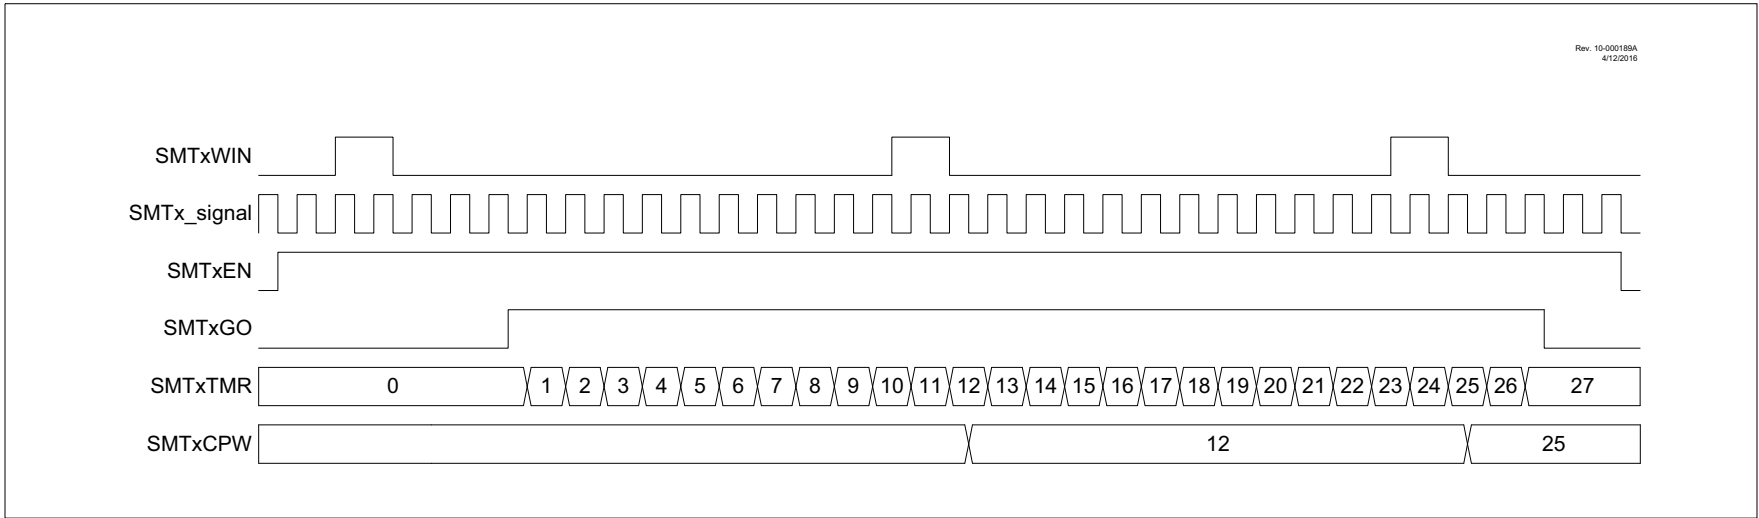 Rev. 10-000189A
4/12/2016
SMTxWIN
SMTx_signal
SMTxEN
SMTxGO
SMTxTMR 0 1 2 3 4 5 6 7 8 9 10 11 12 13 14 15 16 17 18 19 20 21 22 23 24 25 26 27
SMTxCPW 12 25